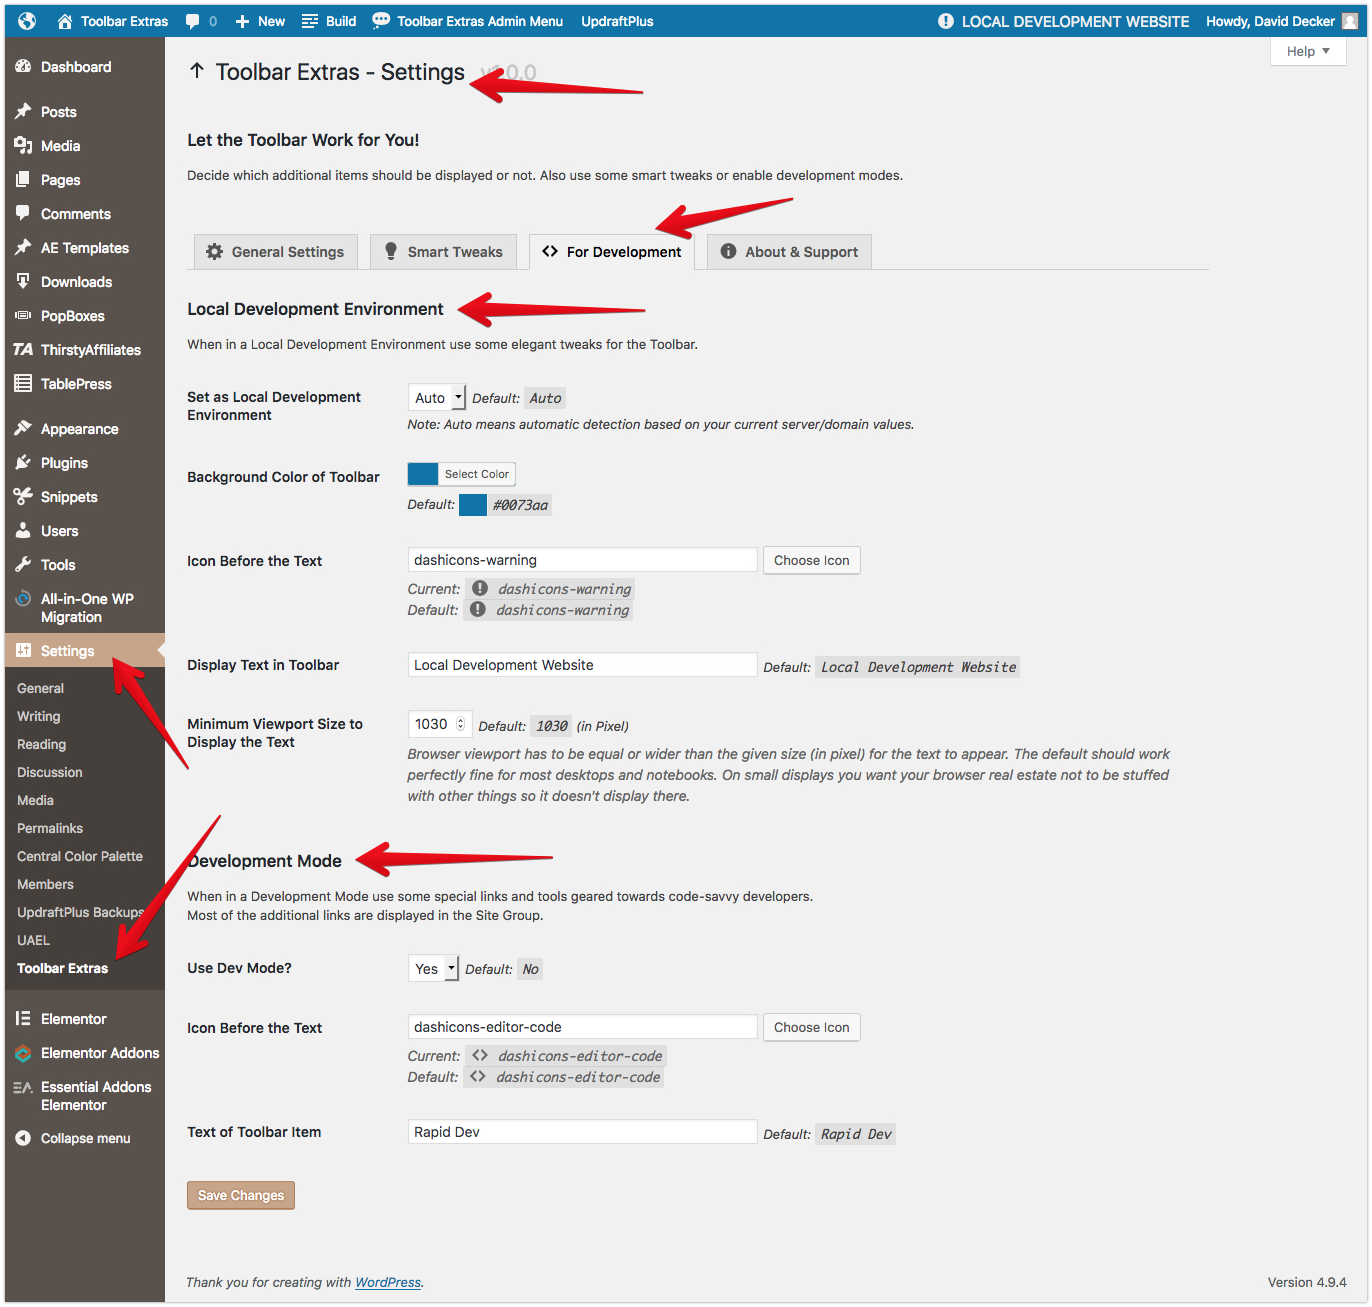 Toolbar Extras 0 New Build Toolbar Extras Admin Menu UpdraftPlus LOCAL DEVELOPMENT WEBSITE Howdy, David Decker
Help
Dashboard
Posts
Media
Pages
Comments
AE Templates
Downloads
PopBoxes
TA ThirstyAffiliates
TablePress
Appearance
Plugins
Snippets
Users
Tools
All-in-One WP
Migration
Settings
General
Writing
Reading
Discussion
Media
Permalinks
Central Color Palette
Members
UpdraftPlus Backups
UAEL
Toolbar Extras
Elementor
Elementor Addons
Essential Addons
Elementor
Collapse menu
Toolbar Extras - Settings v1.0.0
Let the Toolbar Work for You!
Decide which additional items should be displayed or not. Also use some smart tweaks or enable development modes.
General Settings Smart Tweaks For Development About & Support
Local Development Environment
When in a Local Development Environment use some elegant tweaks for the Toolbar.
Set as Local Development
Environment
Auto Default: Auto
Note: Auto means automatic detection based on your current server/domain values.
Background Color of Toolbar
Select Color
Default: #0073aa
Icon Before the Text
dashicons-warning Choose Icon
Current: dashicons-warning
Default: dashicons-warning
Display Text in Toolbar
Local Development Website Default: Local Development Website
Minimum Viewport Size to
Display the Text
1030 Default: 1030 (in Pixel)
Browser viewport has to be equal or wider than the given size (in pixel) for the text to appear. The default should work
perfectly fine for most desktops and notebooks. On small displays you want your browser real estate not to be stuffed
with other things so it doesn't display there.
Development Mode
When in a Development Mode use some special links and tools geared towards code-savvy developers.
Most of the additional links are displayed in the Site Group.
Use Dev Mode?
Yes Default: No
Icon Before the Text
dashicons-editor-code Choose Icon
Current: dashicons-editor-code
Default: dashicons-editor-code
Text of Toolbar Item
Rapid Dev Default: Rapid Dev
Save Changes
Thank you for creating with WordPress.
Version 4.9.4